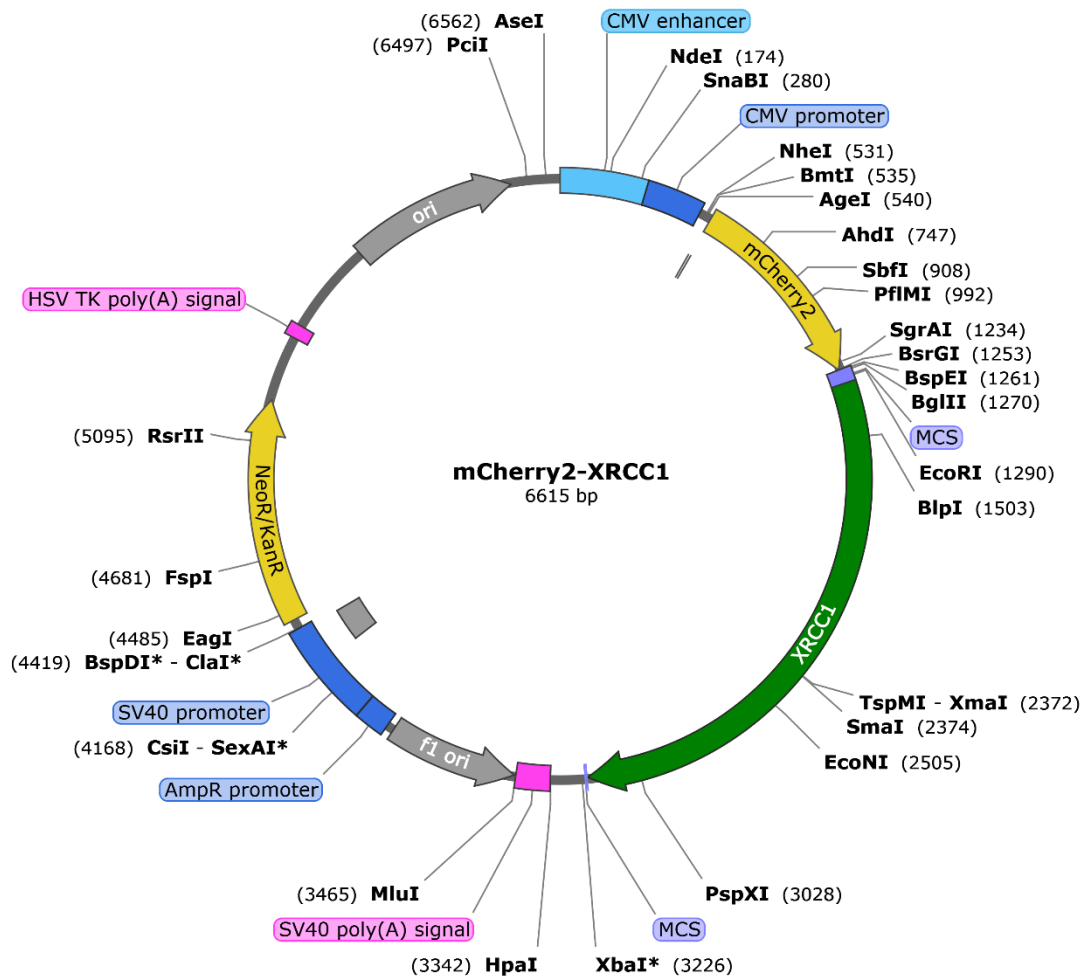 (6562) AseI
(6497) PciI
CMV enhancer
NdeI (174)
SnaBI (280)
CMV promoter
NheI (531)
BmtI (535)
AgeI (540)
AhdI (747)
SbfI (908)
PflMI (992)
SgrAI (1234)
BsrGI (1253)
BspEI (1261)
BglII (1270)
MCS
EcoRI (1290)
BlpI (1503)
TspMI - XmaI (2372)
SmaI (2374)
EcoNI (2505)
PspXI (3028)
MCS
XbaI* (3226)
(3342) HpaI
SV40 poly(A) signal
(3465) MluI
AmpR promoter
(4168) CsiI - SexAI*
SV40 promoter
(4419) BspDI* - ClaI*
(4485) EagI
(4681) FspI
(5095) RsrII
HSV TK poly(A) signal
ori
mCherry2
XRCC1
f1 ori
NeoR/KanR
mCherry2-XRCC1
6615 bp